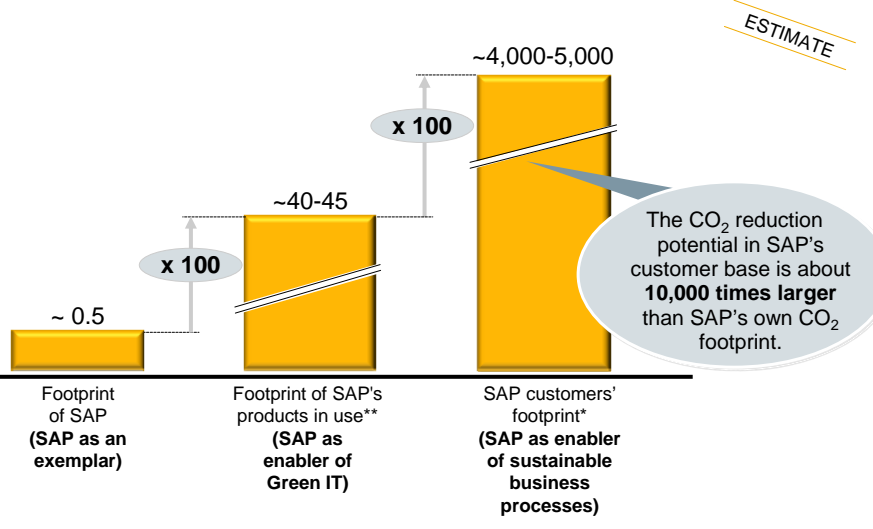 ESTIMATE
~4,000-5,000
x 100
~40-45
x 100
~ 0.5
The CO₂ reduction
potential in SAP's
customer base is about
10,000 times larger
than SAP's own CO₂
footprint.
Footprint
of SAP
(SAP as an
exemplar)
Footprint of SAP's
products in use**
(SAP as
enabler of
Green IT)
SAP customers'
footprint*
(SAP as enabler
of sustainable
business
processes)